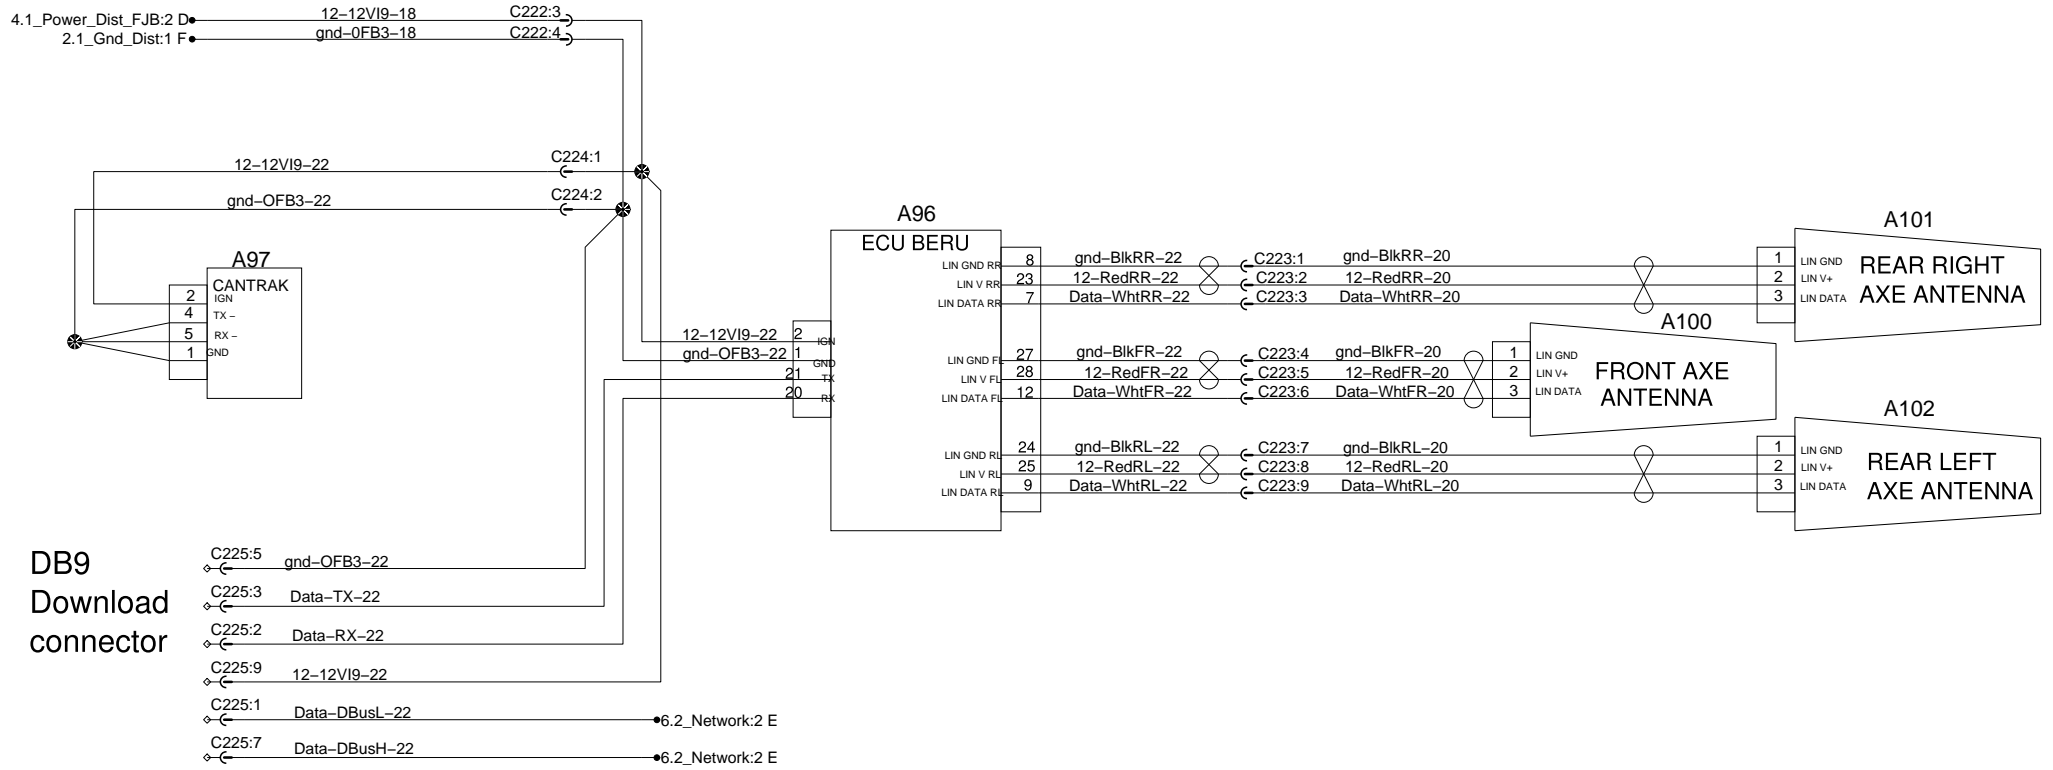 4.1_Power_Dist_FJB:2 D
12–12VI9–18
C222:3
2.1_Gnd_Dist:1 F
gnd–0FB3–18
C222:4
12–12VI9–22
C224:1
gnd–OFB3–22
C224:2
A97
CANTRAK
2 IGN
4 TX –
5 RX –
1 GND
12–12VI9–22 2 IGN
gnd–OFB3–22 1 GND
21 TX
20 RX
A96
ECU BERU
LIN GND RR 8 gnd–BlkRR–22 C223:1 gnd–BlkRR–20 1 LIN GND
LIN V RR 23 12–RedRR–22 C223:2 12–RedRR–20 2 LIN V+
LIN DATA RR 7 Data–WhtRR–22 C223:3 Data–WhtRR–20 3 LIN DATA
A101
REAR RIGHT
AXE ANTENNA
LIN GND FL 27 gnd–BlkFR–22 C223:4 gnd–BlkFR–20 1 LIN GND
LIN V FL 28 12–RedFR–22 C223:5 12–RedFR–20 2 LIN V+
LIN DATA FL 12 Data–WhtFR–22 C223:6 Data–WhtFR–20 3 LIN DATA
A100
FRONT AXE
ANTENNA
LIN GND RL 24 gnd–BlkRL–22 C223:7 gnd–BlkRL–20 1 LIN GND
LIN V RL 25 12–RedRL–22 C223:8 12–RedRL–20 2 LIN V+
LIN DATA RL 9 Data–WhtRL–22 C223:9 Data–WhtRL–20 3 LIN DATA
A102
REAR LEFT
AXE ANTENNA
DB9
Download
connector
C225:5 gnd–OFB3–22
C225:3 Data–TX–22
C225:2 Data–RX–22
C225:9 12–12VI9–22
C225:1 Data–DBusL–22 6.2_Network:2 E
C225:7 Data–DBusH–22 6.2_Network:2 E